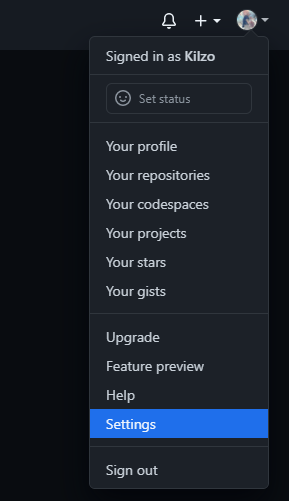 Signed in as Kilzo
Set status
Your profile
Your repositories
Your codespaces
Your projects
Your stars
Your gists
Upgrade
Feature preview
Help
Settings
Sign out